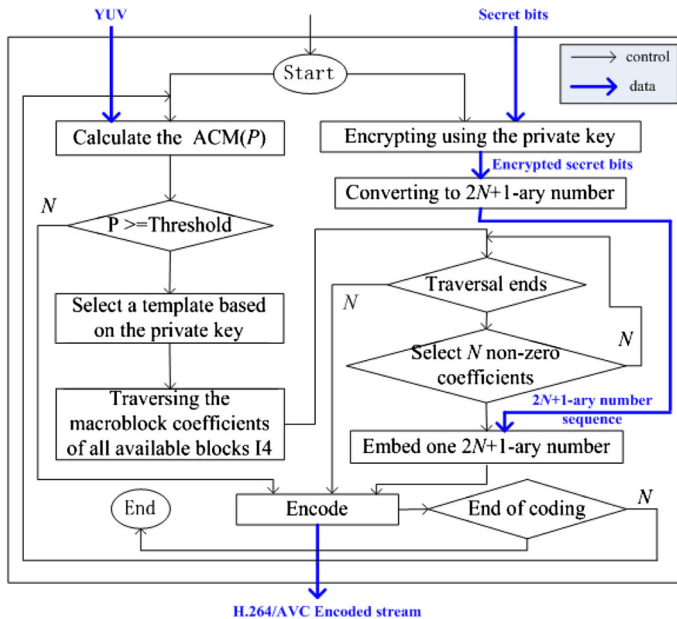 YUV
Secret bits
Start
control
data
Calculate the ACM(P)
Encrypting using the private key
Encrypted secret bits
Converting to 2N+1-ary number
N
P >=Threshold
Traversal ends
N
N
Select a template based
on the private key
Select N non-zero
coefficients
Traversing the
macroblock coefficients
of all available blocks I4
2N+1-ary number
sequence
Embed one 2N+1-ary number
End
Encode
End of coding
N
H.264/AVC Encoded stream